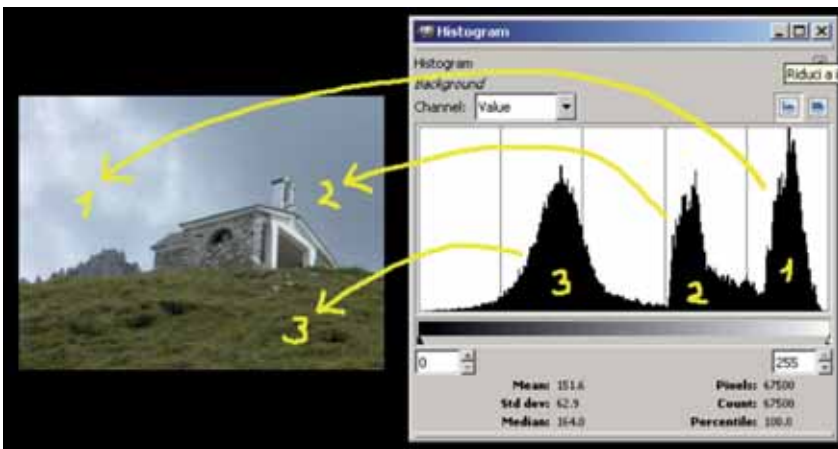 Histogram
Histogram
Background
Riduci a
Channel: Value
1
2
3
3
2
1
0
255
Mean: 151.6
Pixels: 67500
Std dev: 62.9
Count: 67500
Median: 164.0
Percentile: 100.0